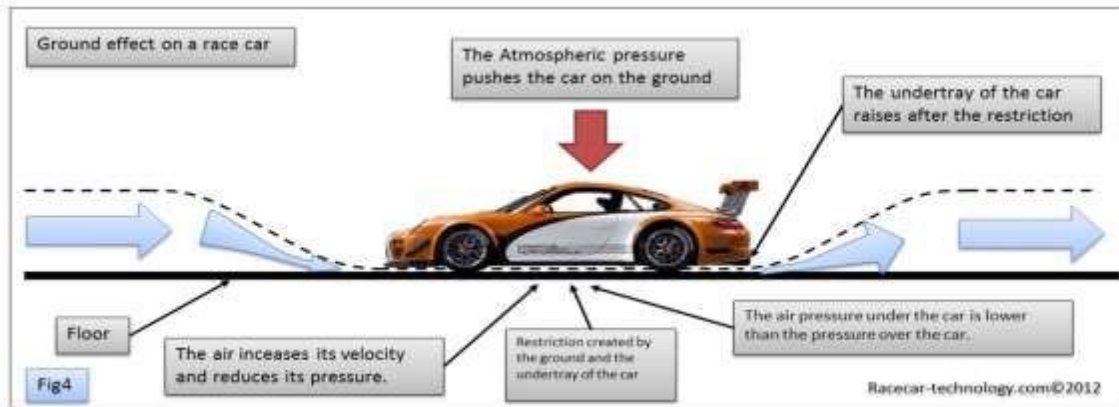 Ground effect on a race car
The Atmospheric pressure
pushes the car on the ground
The undertray of the car
raises after the restriction
Floor
The air inceases its velocity
and reduces its pressure.
Restriction created by
the ground and the
undertray of the car
The air pressure under the car is lower
than the pressure over the car.
Fig4
Racecar-technology.com©2012